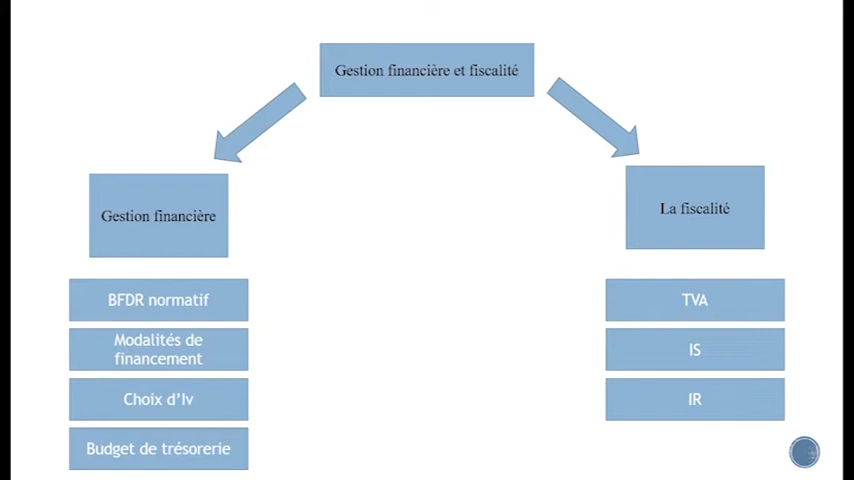 Gestion financière et fiscalité
Gestion financière
La fiscalité
BFDR normatif
Modalités de
financement
Choix d'Iv
Budget de trésorerie
TVA
IS
IR